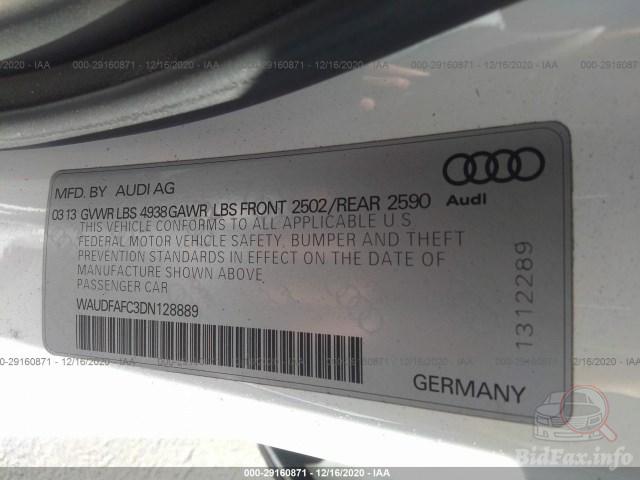 000-29160871 / 12/16/2020 - IAA 000-29160871 / 12/16/2020 - IAA 000-29160871 / 12/16/2020 - IAA
MFD. BY AUDI AG
03 13 GVWR LBS 4938 GAWR LBS FRONT 2502/REAR 2590
THIS VEHICLE CONFORMS TO ALL APPLICABLE U S
FEDERAL MOTOR VEHICLE SAFETY, BUMPER AND THEFT
PREVENTION STANDARDS IN EFFECT ON THE DATE OF
MANUFACTURE SHOWN ABOVE
PASSENGER CAR
WAUDFAFC3DN128889
Audi
1312289
GERMANY
000-29160871 / 12/16/2020 - IAA 000-29160871 / 12/16/2020 - IAA 000-29160871 / 12/16/2020 - IAA
BidFax.info
000-29160871 / 12/16/2020 - IAA